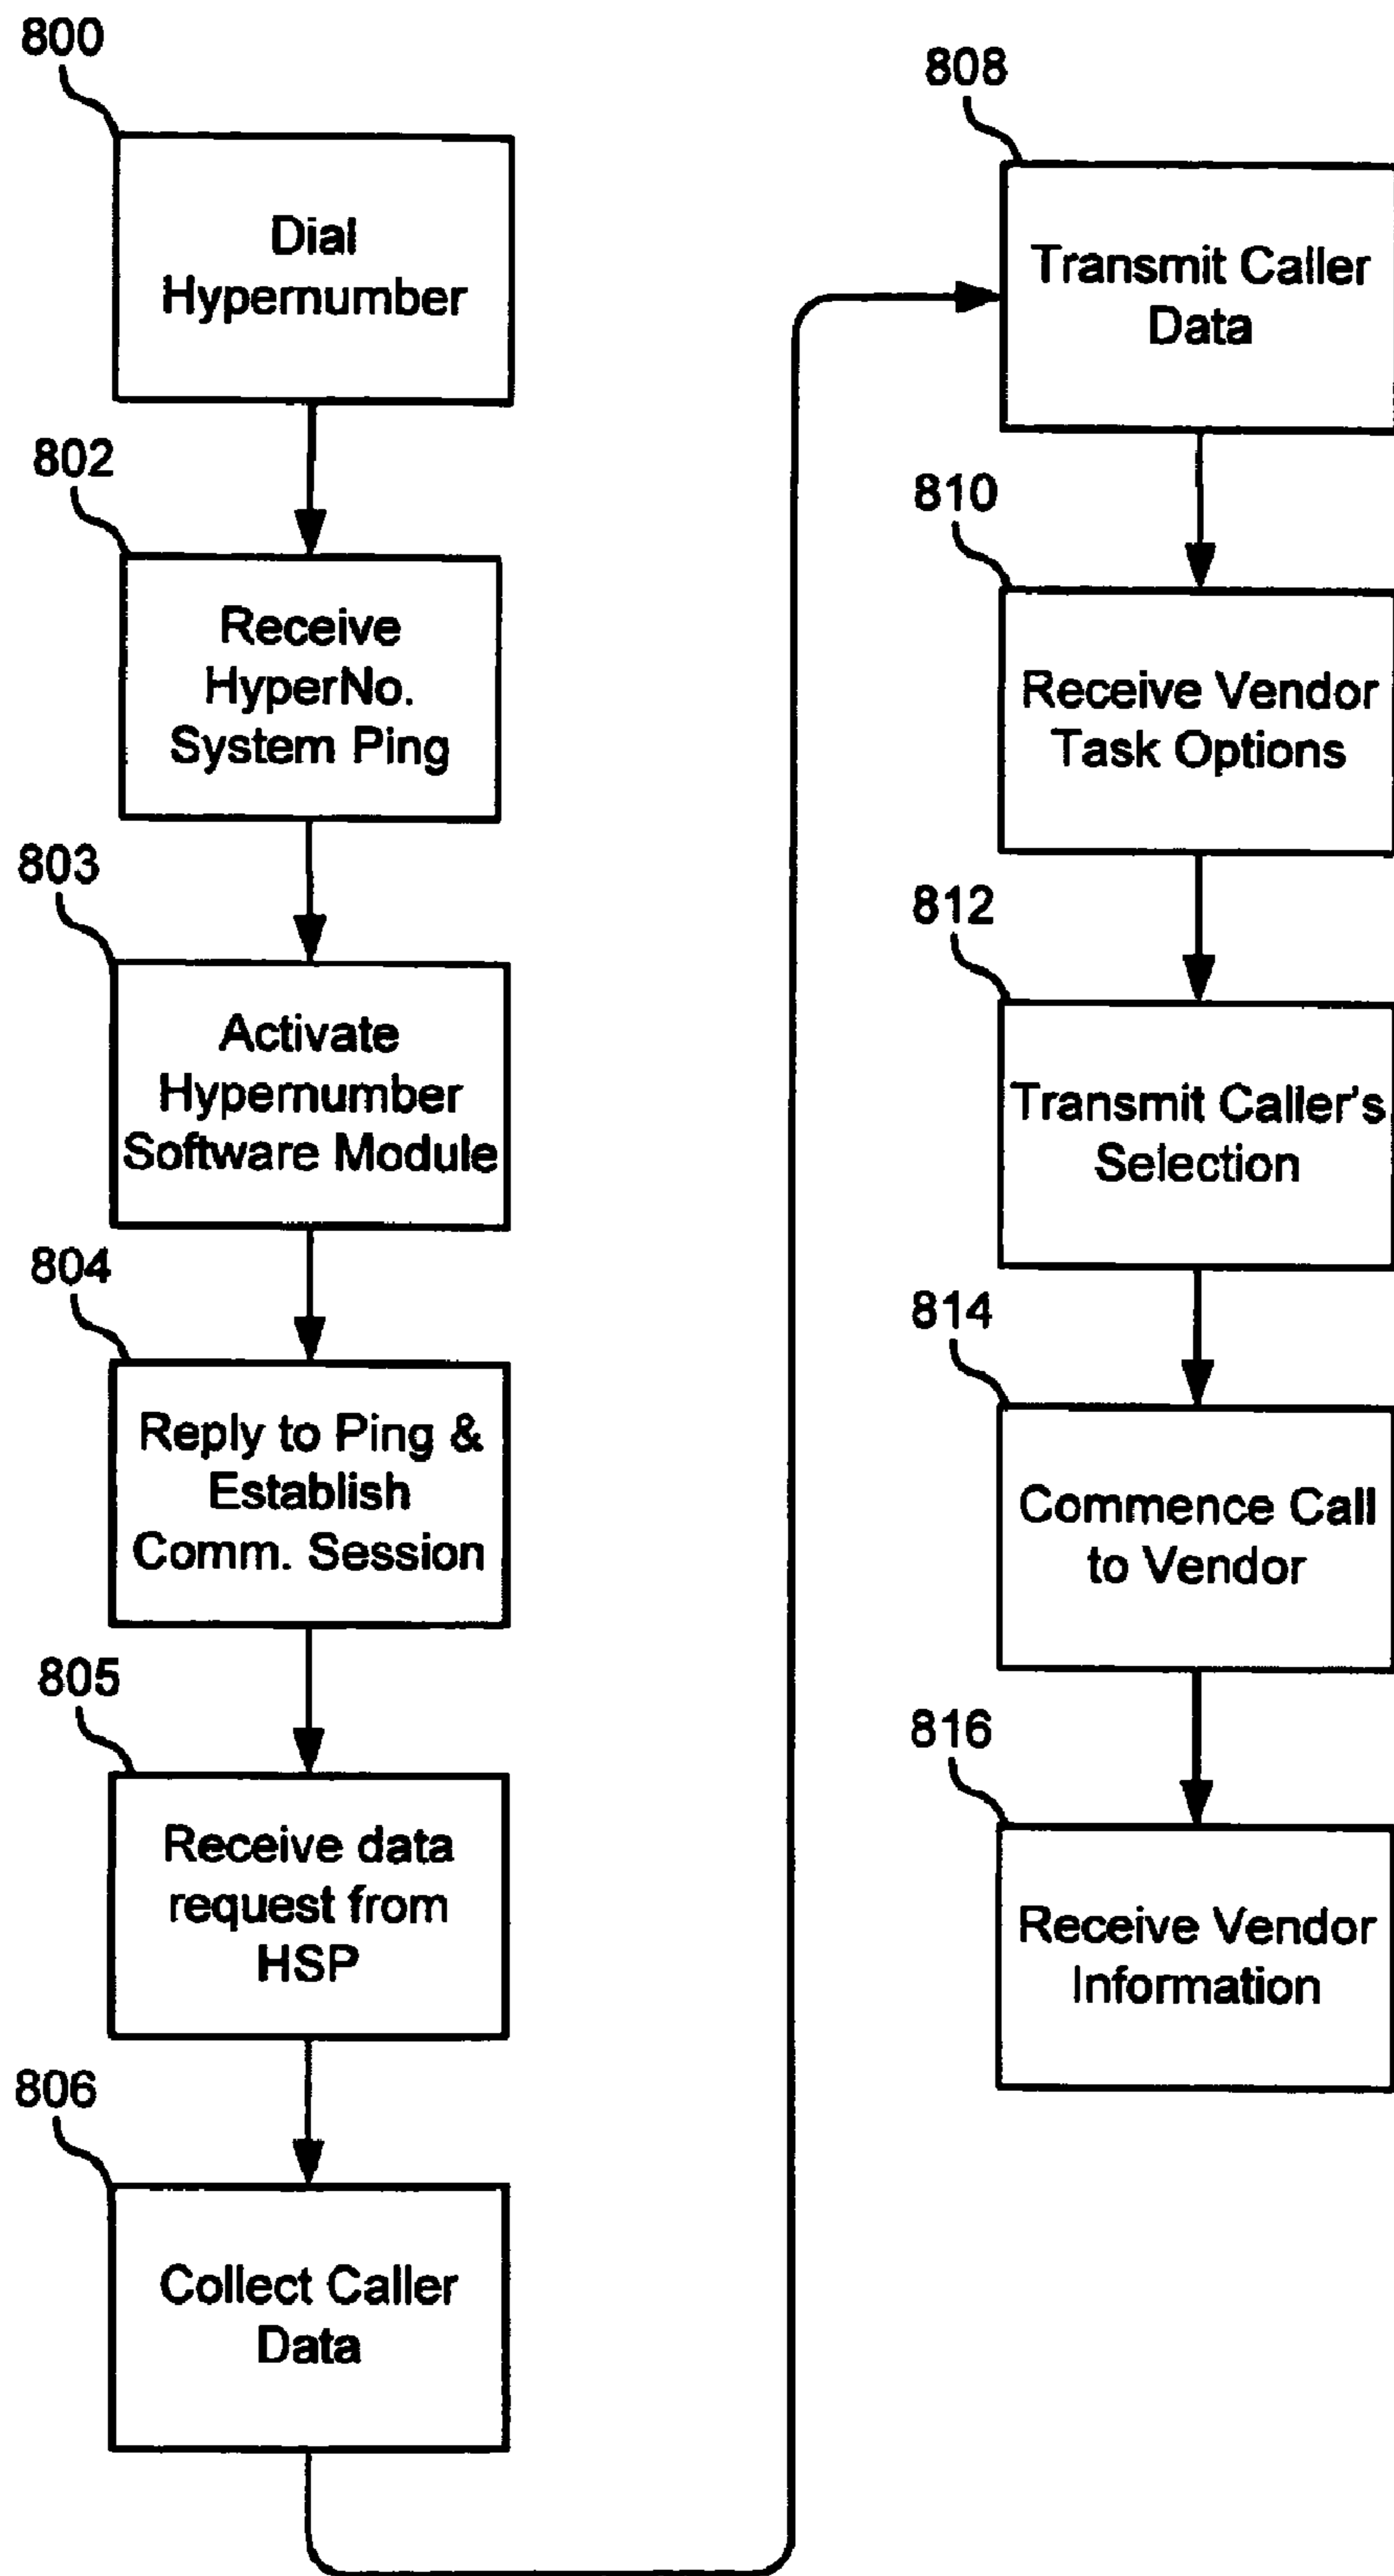 800
Dial
Hypernumber
802
Receive
HyperNo.
System Ping
803
Activate
Hypernumber
Software Module
804
Reply to Ping &
Establish
Comm. Session
805
Receive data
request from
HSP
806
Collect Caller
Data
808
Transmit Caller
Data
810
Receive Vendor
Task Options
812
Transmit Caller's
Selection
814
Commence Call
to Vendor
816
Receive Vendor
Information